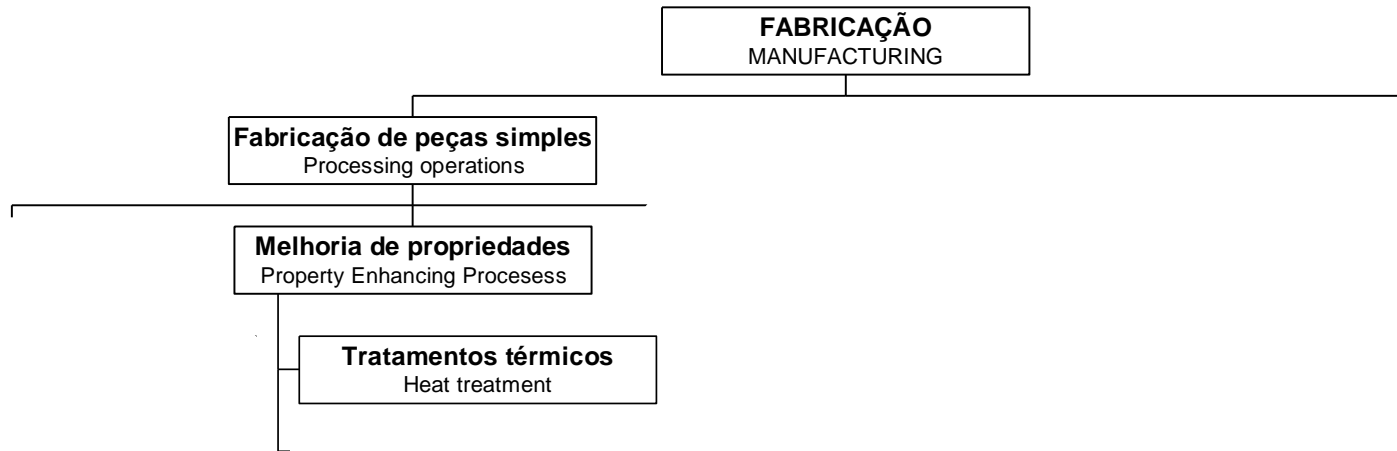 FABRICAÇÃO
MANUFACTURING
Fabricação de peças simples
Processing operations
Melhoria de propriedades
Property Enhancing Procesess
Tratamentos térmicos
Heat treatment